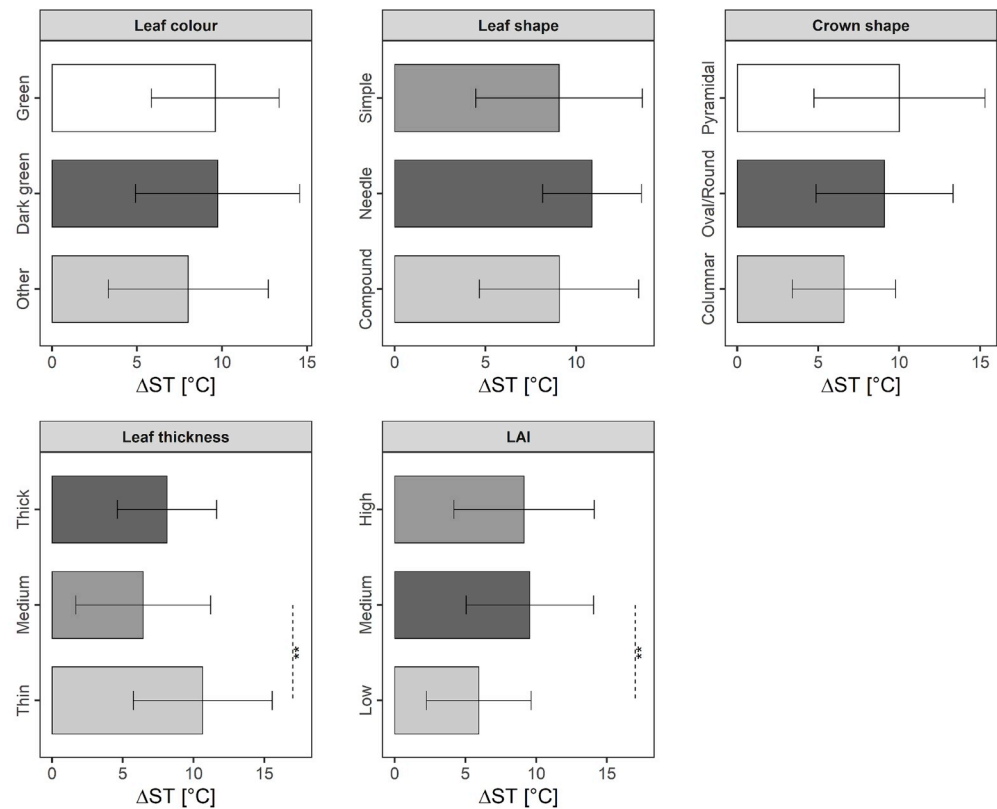 Leaf colour
Green
Dark green
Other
0 5 10 15
ΔST [°C]
Leaf shape
Simple
Needle
Compound
0 5 10
ΔST [°C]
Crown shape
Pyramidal
Oval/Round
Columnar
0 5 10 15
ΔST [°C]
Leaf thickness
Thick
Medium
Thin
**
0 5 10 15
ΔST [°C]
LAI
High
Medium
Low
**
0 5 10 15
ΔST [°C]